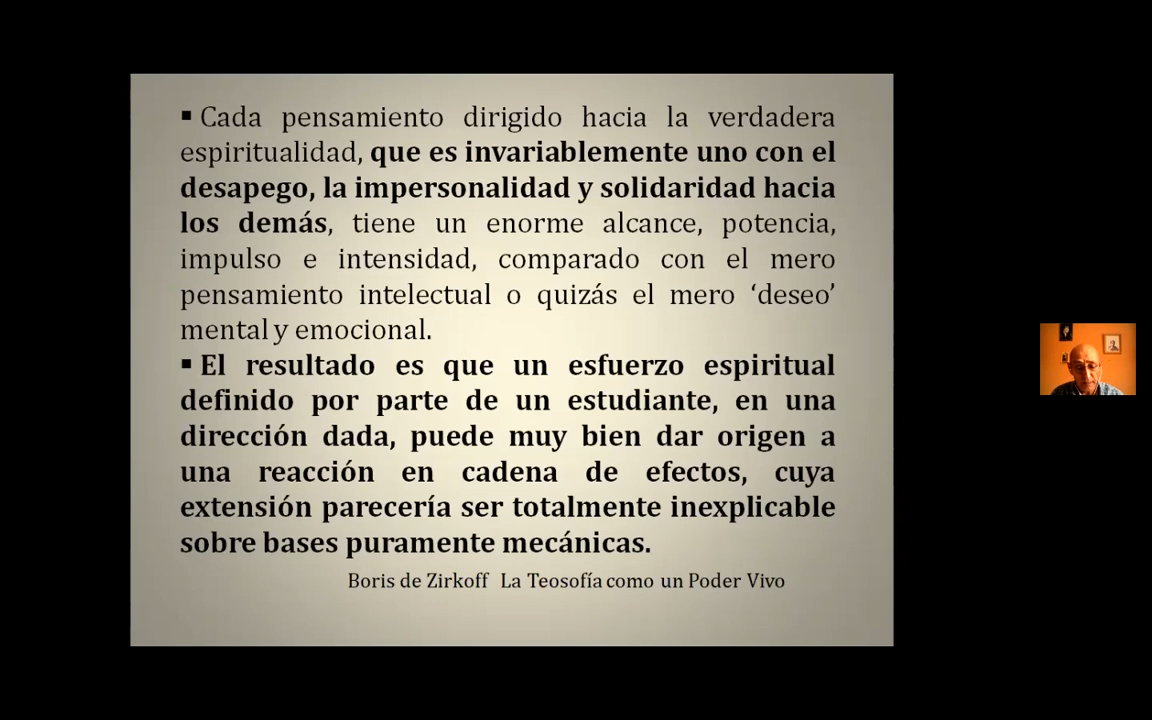 ▪ Cada pensamiento dirigido hacia la verdadera
espiritualidad, que es invariablemente uno con el
desapego, la impersonalidad y solidaridad hacia
los demás, tiene un enorme alcance, potencia,
impulso e intensidad, comparado con el mero
pensamiento intelectual o quizás el mero ‘deseo’
mental y emocional.
▪ El resultado es que un esfuerzo espiritual
definido por parte de un estudiante, en una
dirección dada, puede muy bien dar origen a
una reacción en cadena de efectos, cuya
extensión parecería ser totalmente inexplicable
sobre bases puramente mecánicas.
Boris de Zirkoff La Teosofía como un Poder Vivo